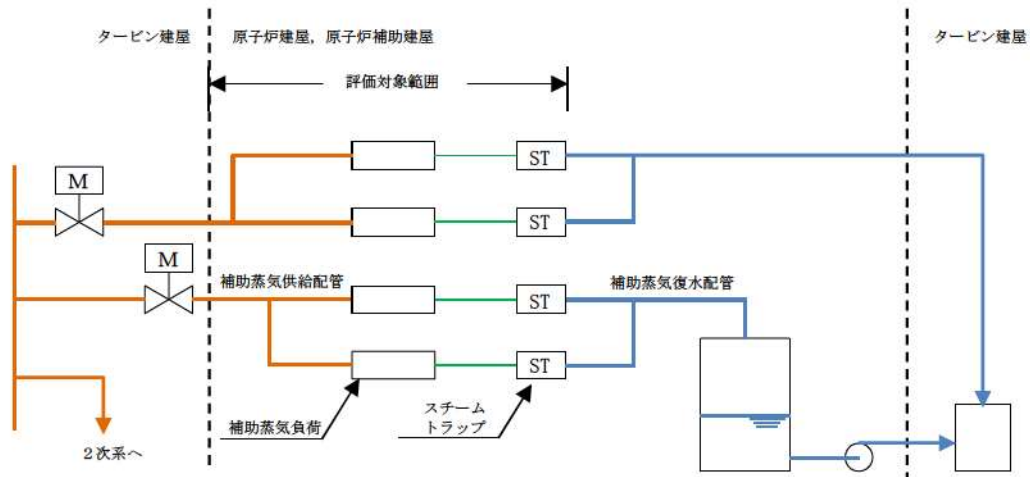 タービン建屋
原子炉建屋，原子炉補助建屋
タービン建屋
評価対象範囲
ST
M
ST
M
補助蒸気供給配管
ST
補助蒸気復水配管
ST
補助蒸気負荷
スチーム
トラップ
２次系へ